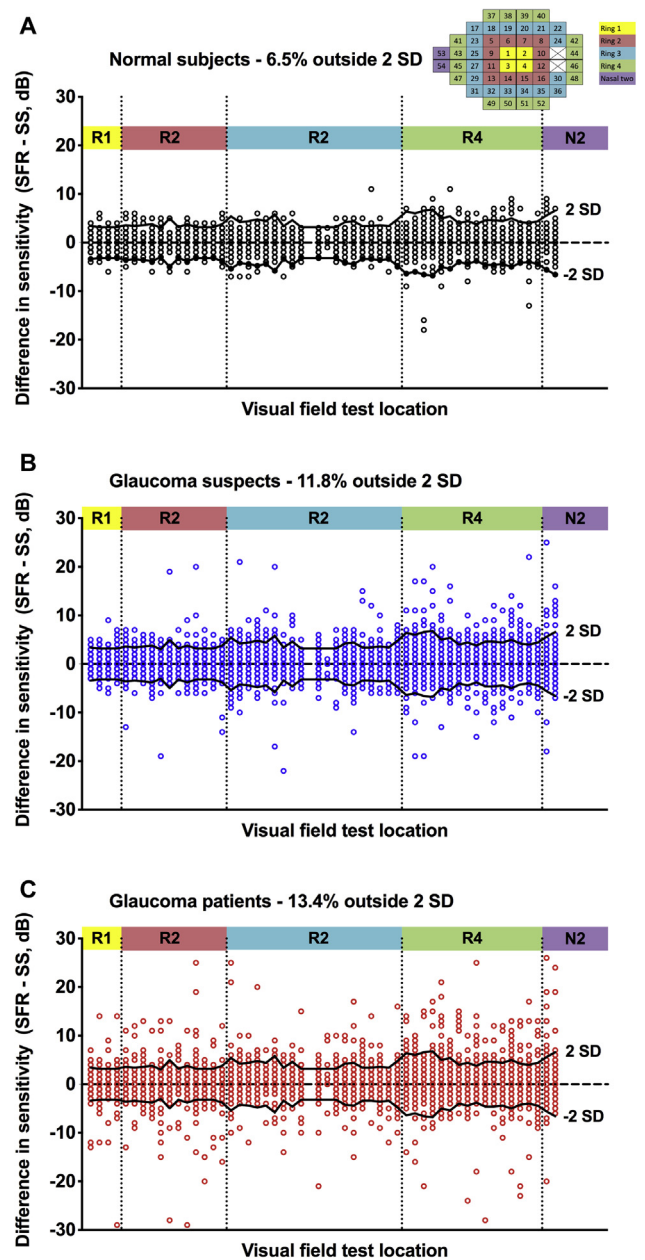 A
37 38 39 40
17 18 19 20 21 22
41 23 5 6 7 8 24 42
53 43 25 9 1 2 10 44
54 45 27 11 3 4 12 46
47 29 13 14 15 16 30 48
31 32 33 34 35 36
49 50 51 52
Ring 1
Ring 2
Ring 3
Ring 4
Nasal two
Normal subjects - 6.5% outside 2 SD
R1 R2 R2 R4 N2
Difference in sensitivity (SFR - SS, dB)
30
20
10
0
-10
-20
-30
2 SD
-2 SD
Visual field test location
B
Glaucoma suspects - 11.8% outside 2 SD
R1 R2 R2 R4 N2
Difference in sensitivity (SFR - SS, dB)
30
20
10
0
-10
-20
-30
2 SD
-2 SD
Visual field test location
C
Glaucoma patients - 13.4% outside 2 SD
R1 R2 R2 R4 N2
Difference in sensitivity (SFR - SS, dB)
30
20
10
0
-10
-20
-30
2 SD
-2 SD
Visual field test location